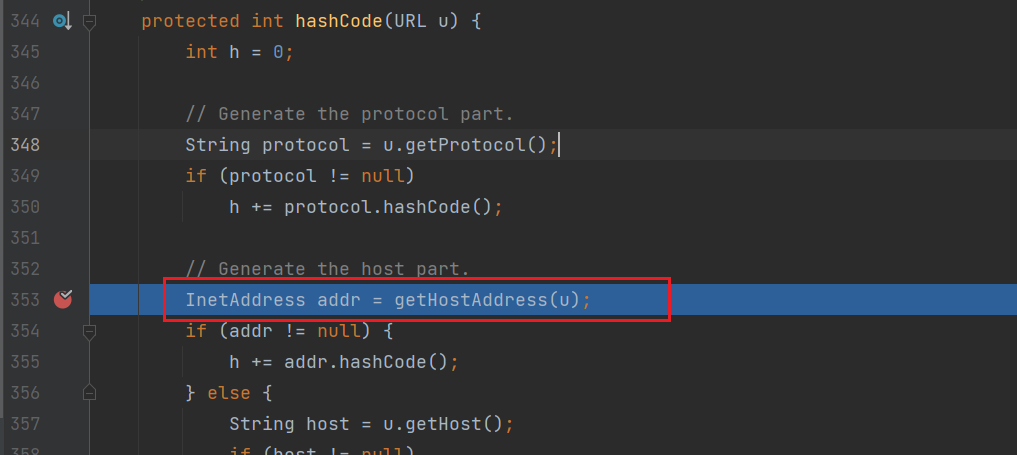 344 protected int hashCode(URL u) {
345 int h = 0;
346
347 // Generate the protocol part.
348 String protocol = u.getProtocol();
349 if (protocol != null)
350 h += protocol.hashCode();
351
352 // Generate the host part.
353 InetAddress addr = getHostAddress(u);
354 if (addr != null) {
355 h += addr.hashCode();
356 } else {
357 String host = u.getHost();
358 if (host != null)